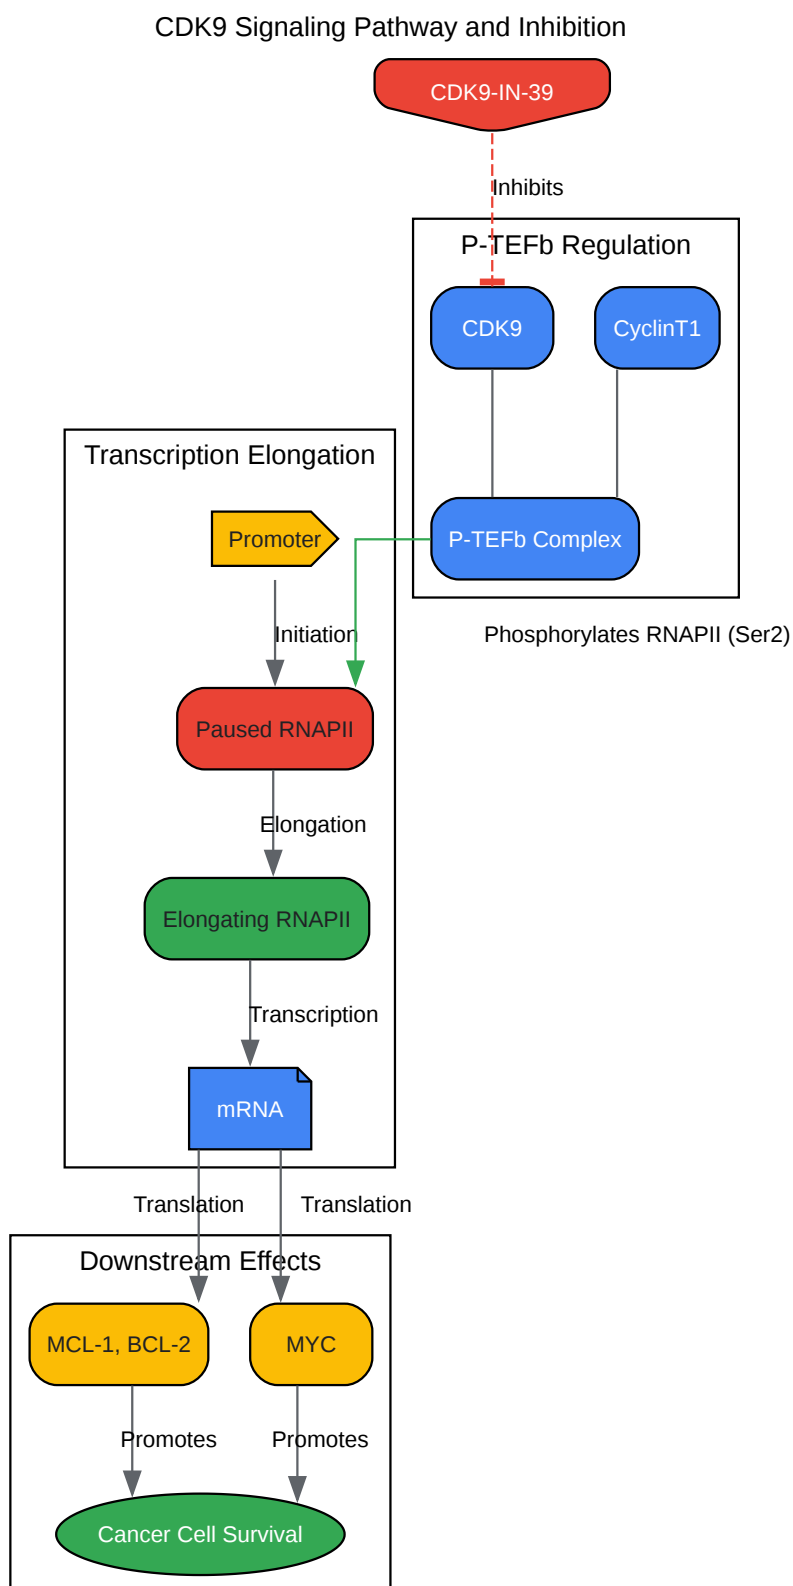 CDK9 Signaling Pathway and Inhibition
CDK9-IN-39
Inhibits
P-TEFb Regulation
CDK9
CyclinT1
Transcription Elongation
Promoter
P-TEFb Complex
Initiation
Phosphorylates RNAPII (Ser2)
Paused RNAPII
Elongation
Elongating RNAPII
Transcription
mRNA
Translation
Translation
Downstream Effects
MCL-1, BCL-2
MYC
Promotes
Promotes
Cancer Cell Survival